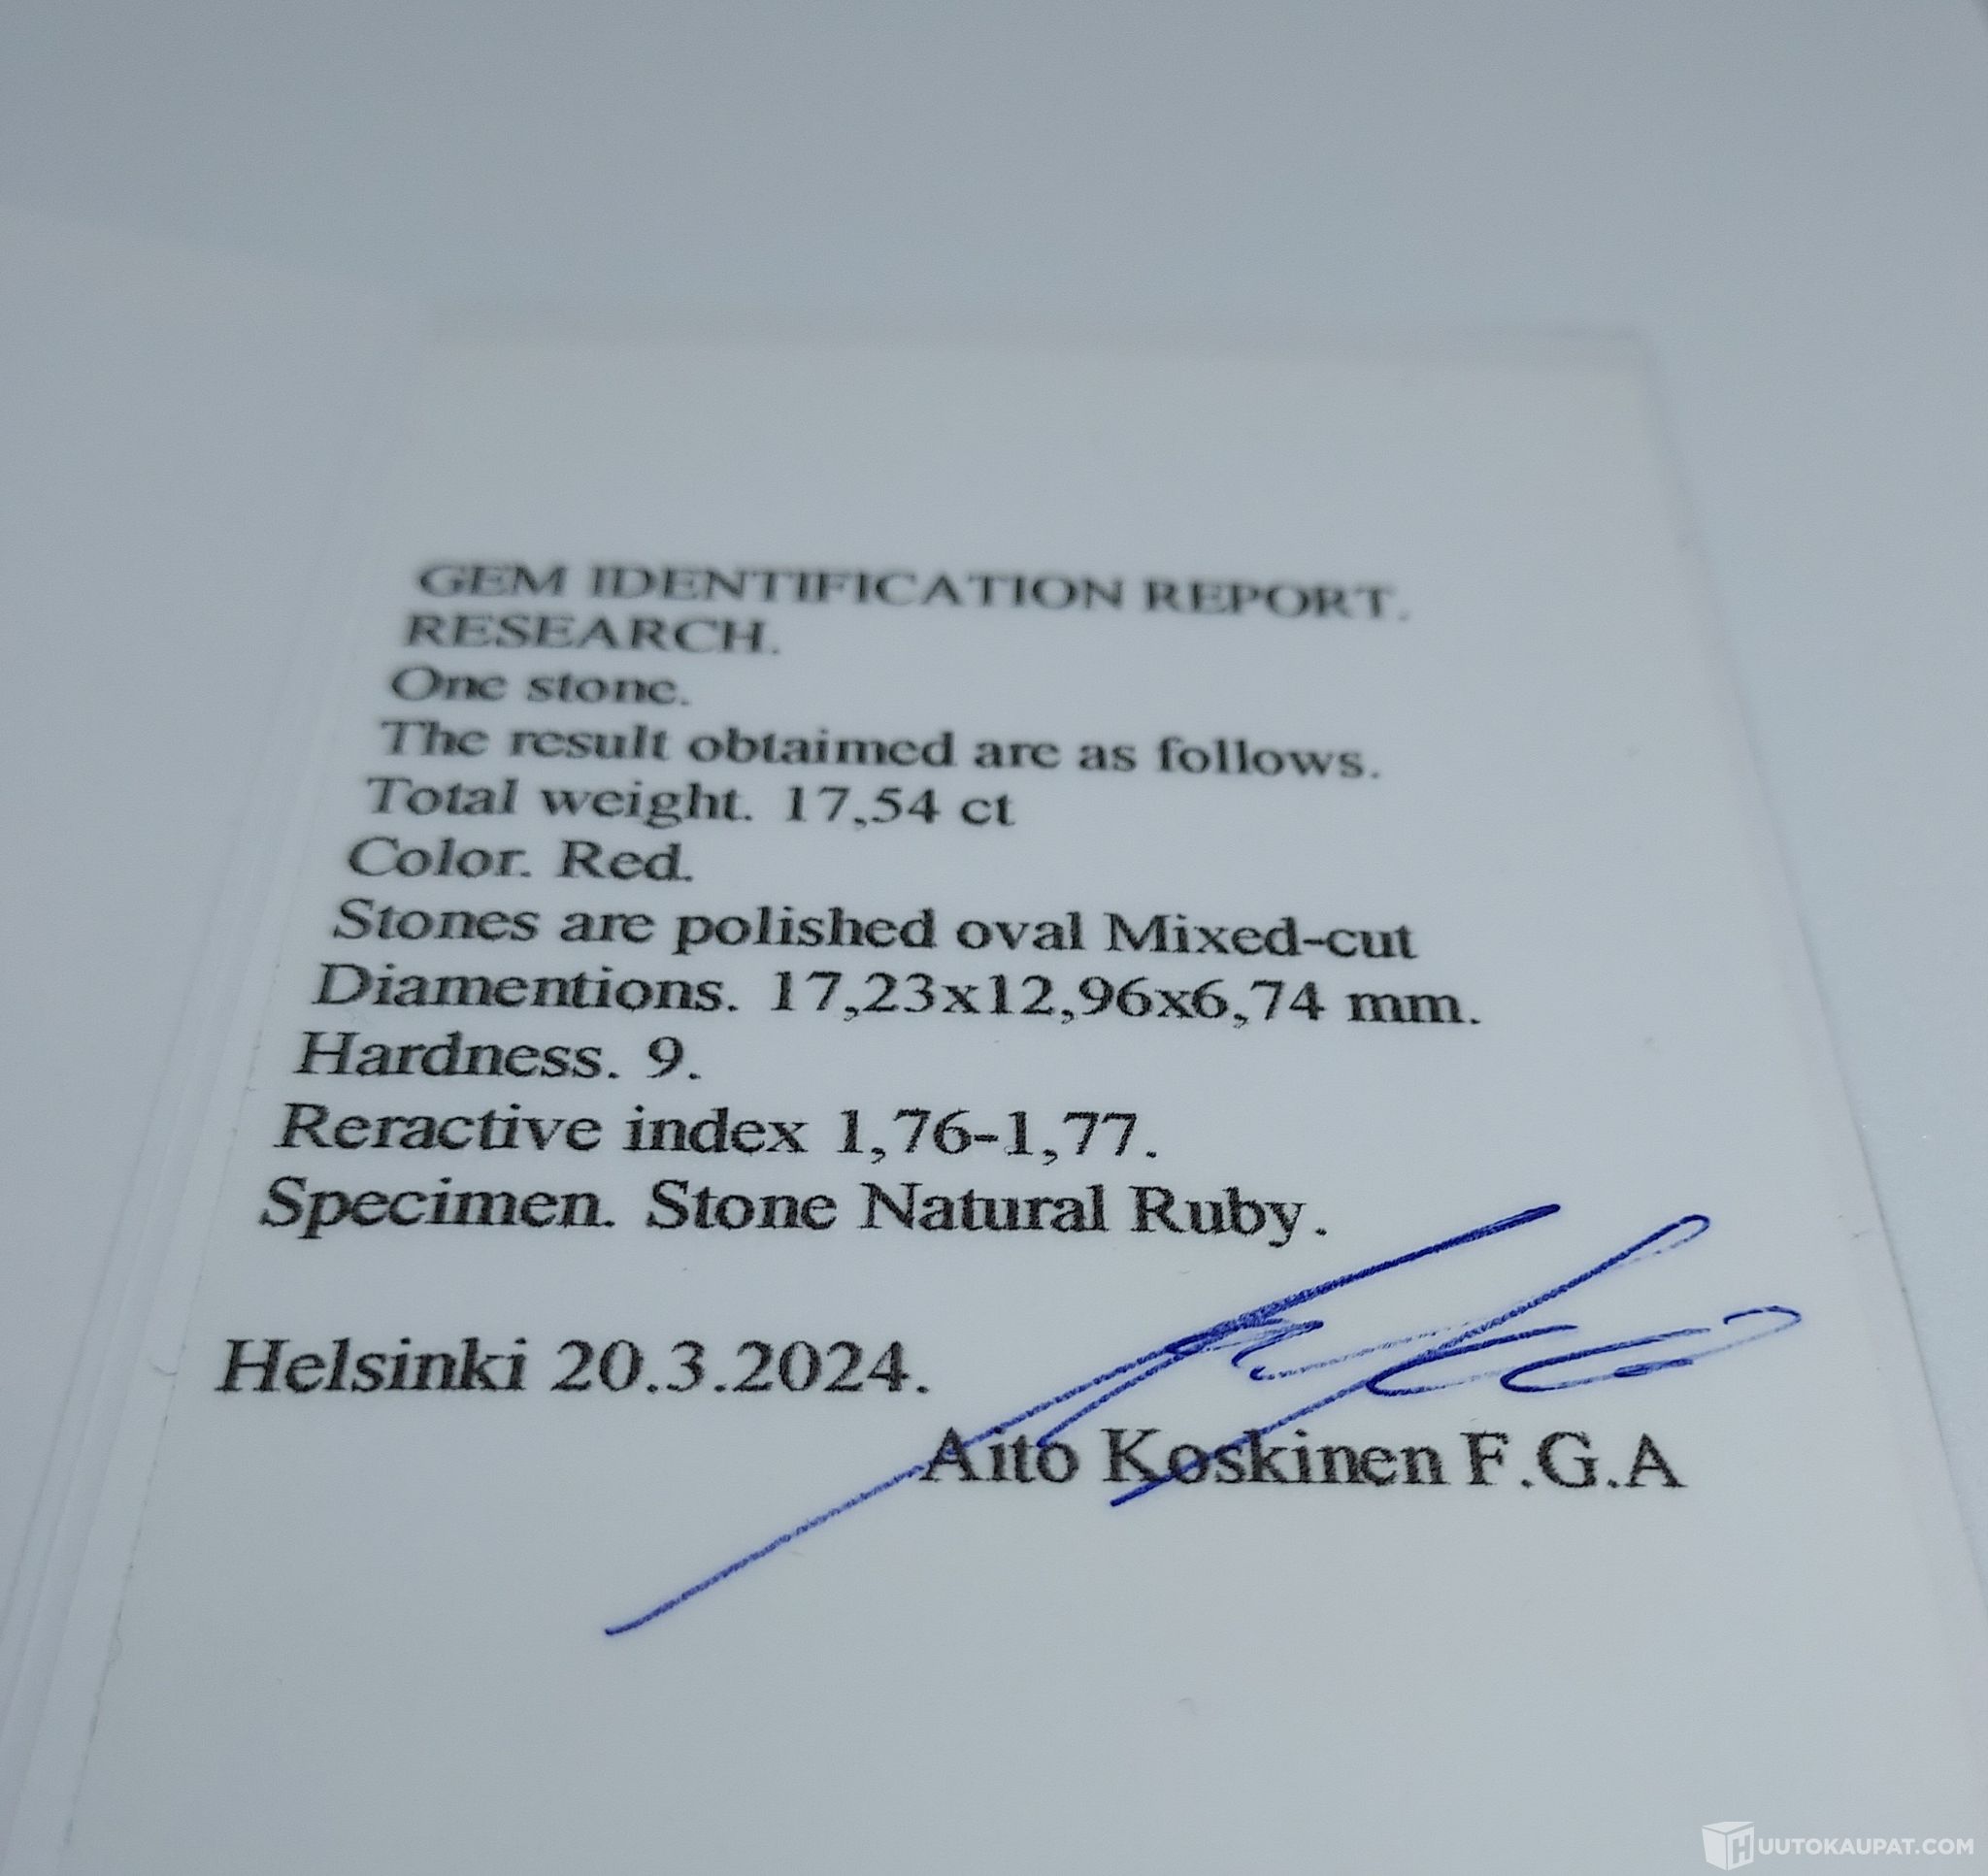 GEM IDENTIFICATION REPORT.
RESEARCH.
One stone.
The result obtaimed are as follows.
Total weight. 17,54 ct
Color. Red.
Stones are polished oval Mixed-cut
Diamentions. 17,23x12,96x6,74 mm.
Hardness. 9.
Reractive index 1,76-1,77.
Specimen. Stone Natural Ruby.
Helsinki 20.3.2024.
Aito Koskinen F.G.A
HUUTOKAUPAT.COM